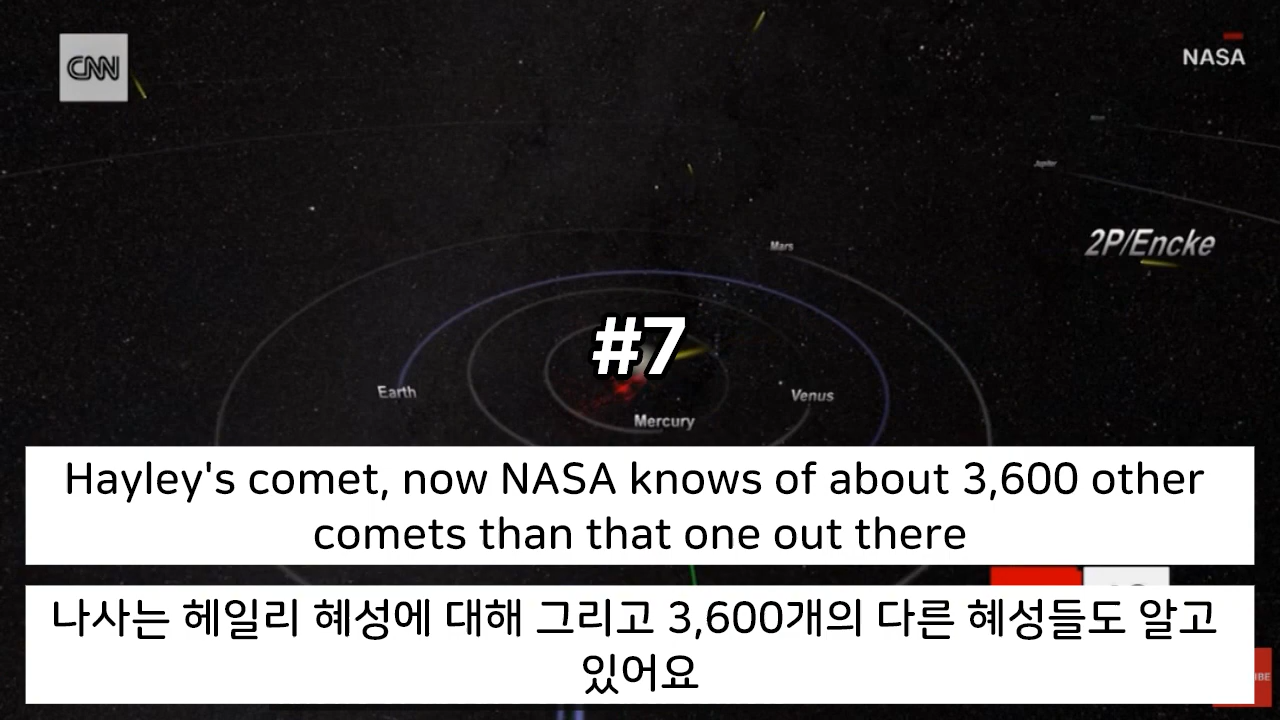 CNN
NASA
Jupiter
2P/Encke
Mars
#7
Earth
Venus
Mercury
Hayley's comet, now NASA knows of about 3,600 other
comets than that one out there
나사는 헤일리 혜성에 대해 그리고 3,600개의 다른 혜성들도 알고
있어요